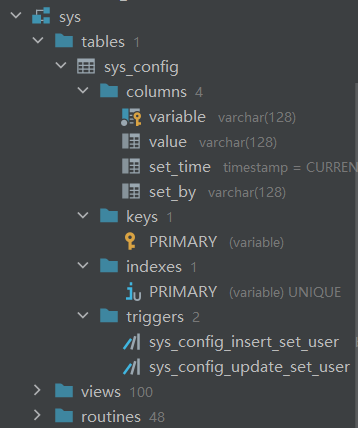 sys
tables 1
sys_config
columns 4
variable varchar(128)
value varchar(128)
set_time timestamp = CURREN
set_by varchar(128)
keys 1
PRIMARY (variable)
indexes 1
PRIMARY (variable) UNIQUE
triggers 2
sys_config_insert_set_user
sys_config_update_set_user
views 100
routines 48